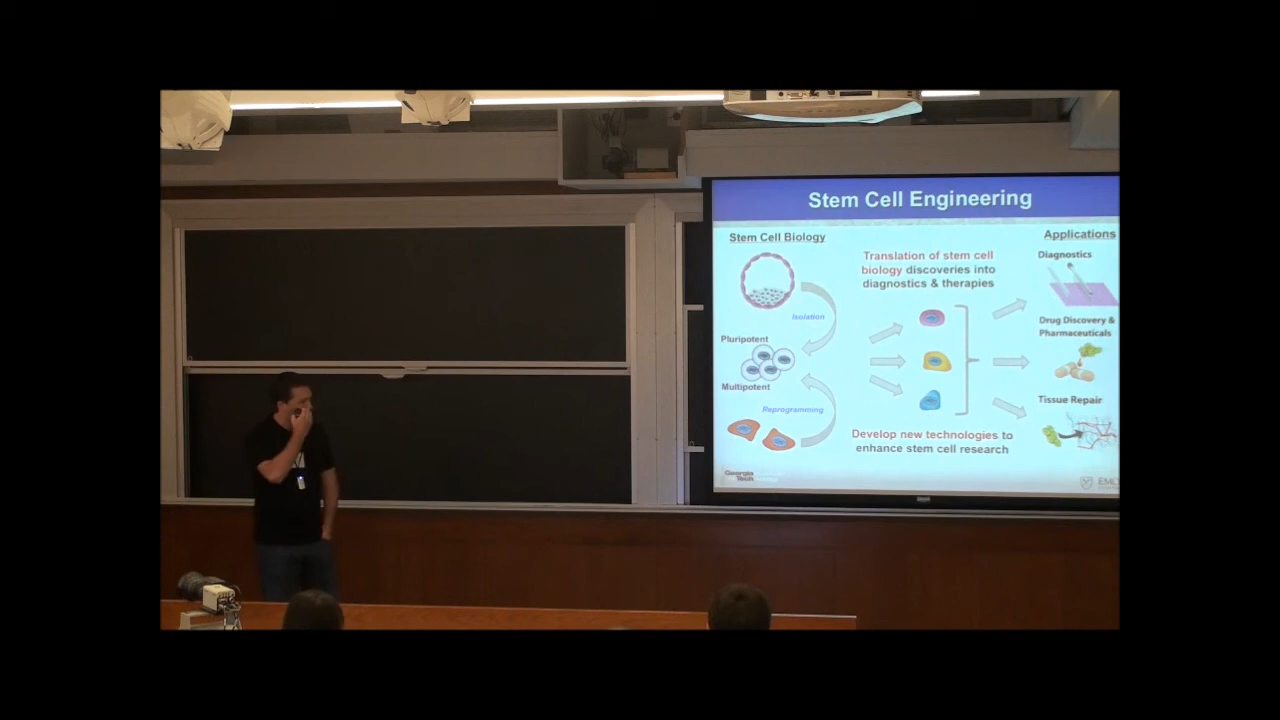 Stem Cell Engineering
Stem Cell Biology
Isolation
Pluripotent
Multipotent
Reprogramming
Translation of stem cell
biology discoveries into
diagnostics & therapies
Develop new technologies to
enhance stem cell research
Applications
Diagnostics
Drug Discovery &
Pharmaceuticals
Tissue Repair
Georgia
Tech
EMO